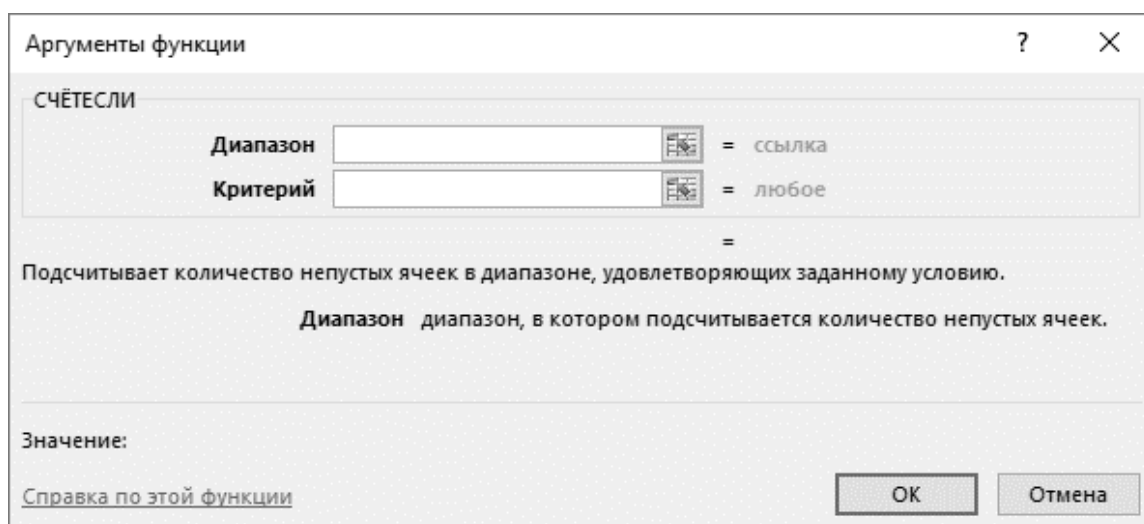 Аргументы функции ?
СЧЁТЕСЛИ
Диапазон = ссылка
Критерий = любое
=
Подсчитывает количество непустых ячеек в диапазоне, удовлетворяющих заданному условию.
Диапазон диапазон, в котором подсчитывается количество непустых ячеек.
Значение:
Справка по этой функции
ОК Отмена